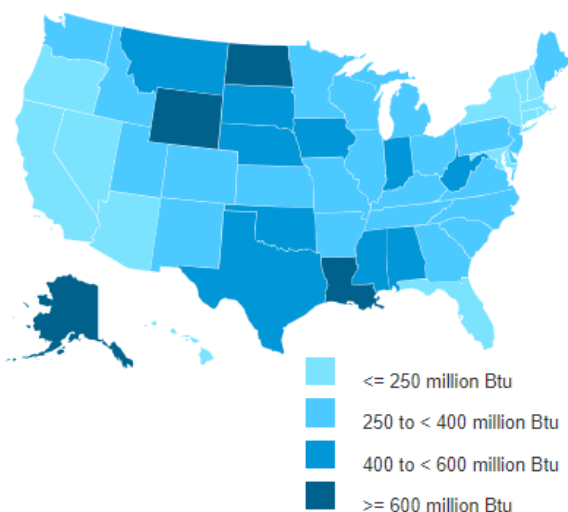 <= 250 million Btu
250 to < 400 million Btu
400 to < 600 million Btu
>= 600 million Btu